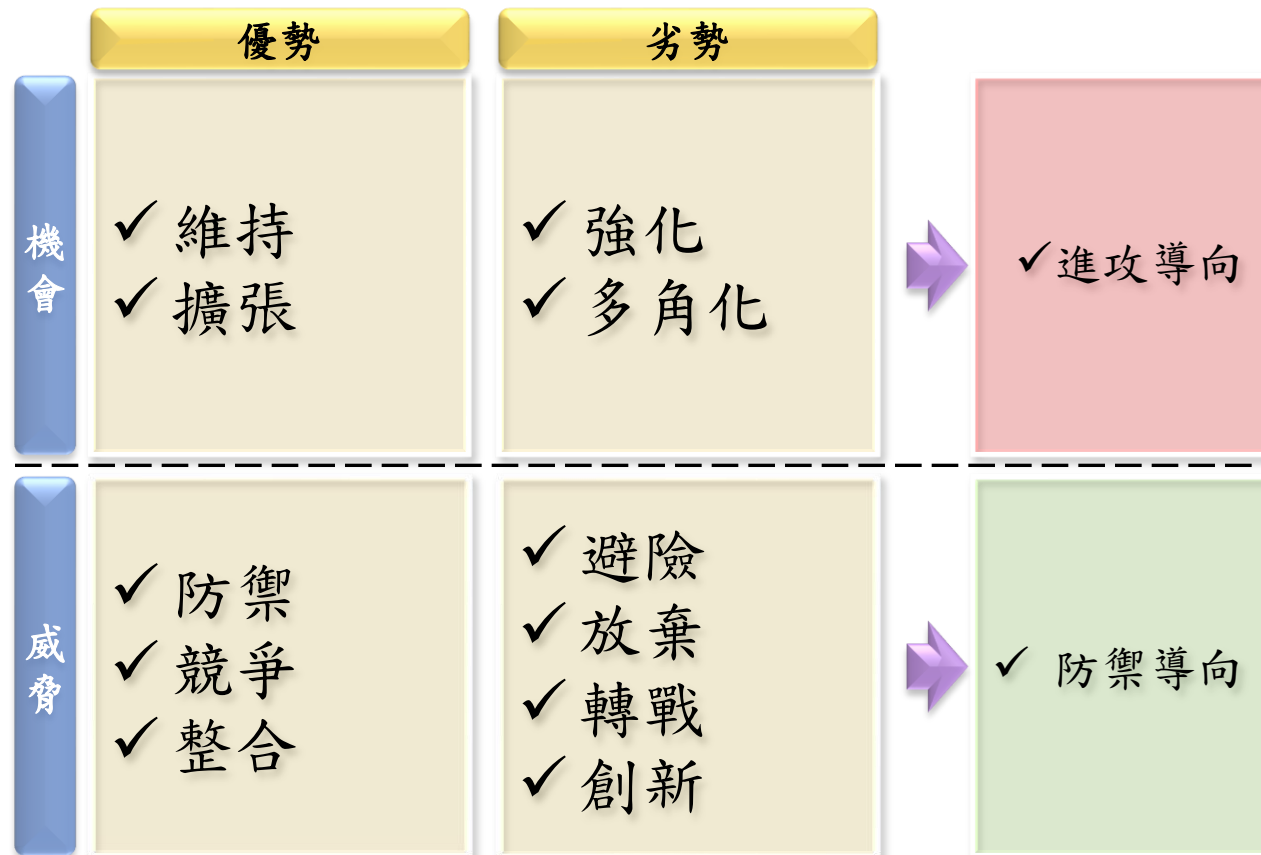 優勢
劣勢
機會
✓ 維持
✓ 擴張
✓ 強化
✓ 多角化
✓進攻導向
威脅
✓ 防禦
✓ 競爭
✓ 整合
✓ 避險
✓ 放棄
✓ 轉戰
✓ 創新
✓ 防禦導向